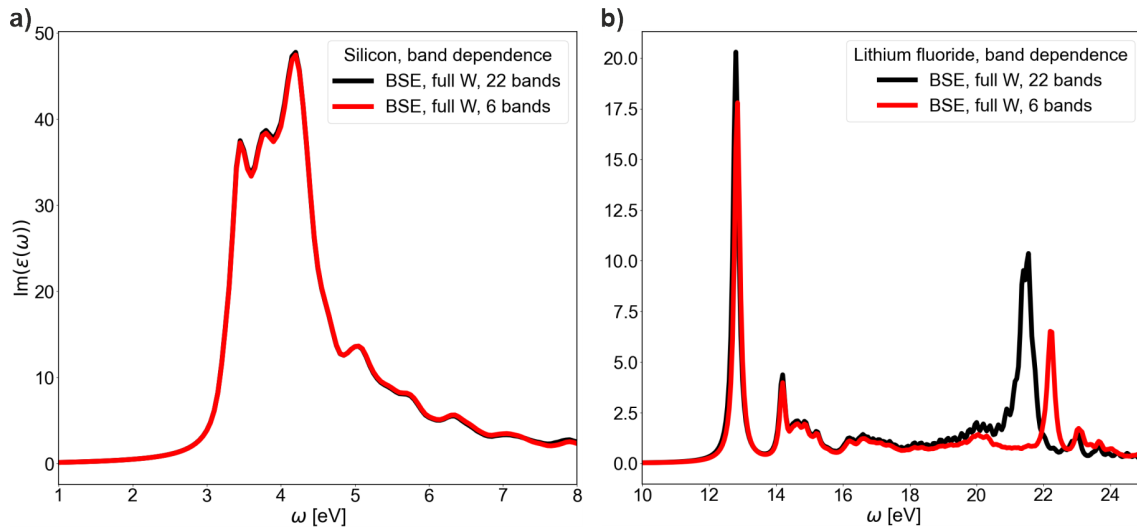 a)
Silicon, band dependence
BSE, full W, 22 bands
BSE, full W, 6 bands
Im(ε(ω))
50
40
30
20
10
0
1 2 3 4 5 6 7 8
ω [eV]
b)
Lithium fluoride, band dependence
BSE, full W, 22 bands
BSE, full W, 6 bands
20.0
17.5
15.0
12.5
10.0
7.5
5.0
2.5
0.0
10 12 14 16 18 20 22 24
ω [eV]